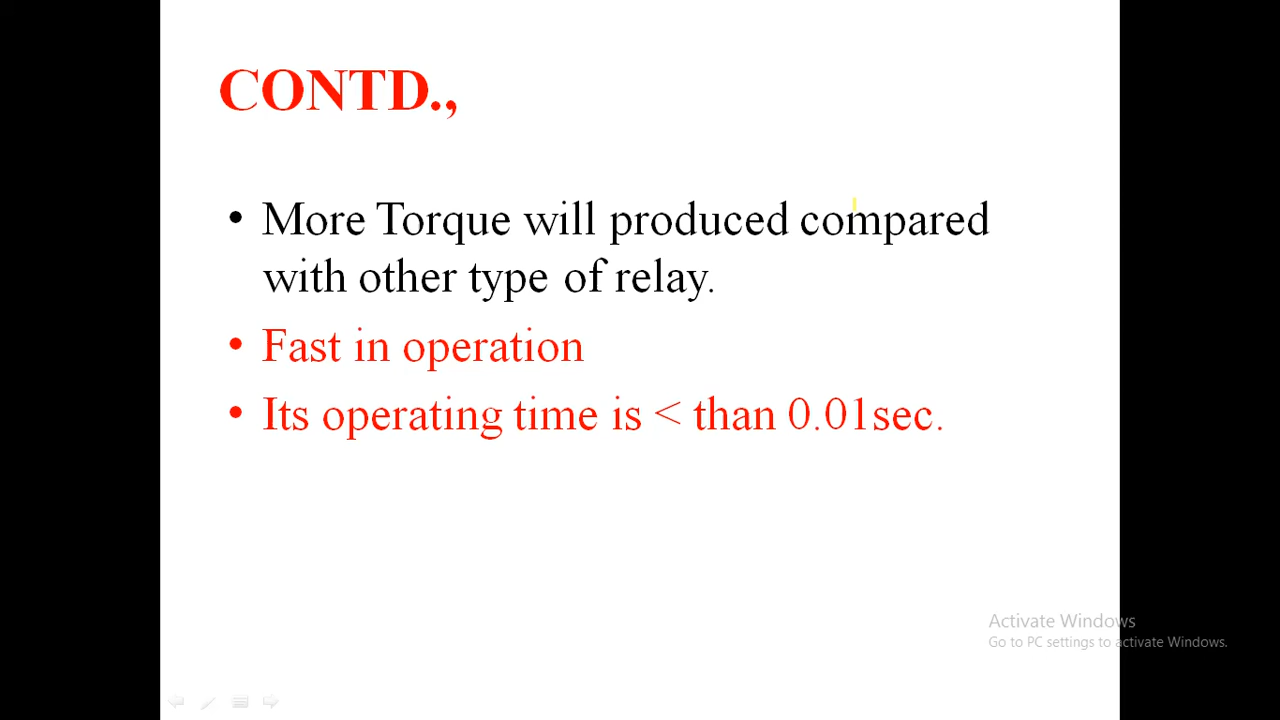 CONTD.,
• More Torque will produced compared
with other type of relay.
• Fast in operation
• Its operating time is < than 0.01sec.
Activate Windows
Go to PC settings to activate Windows.